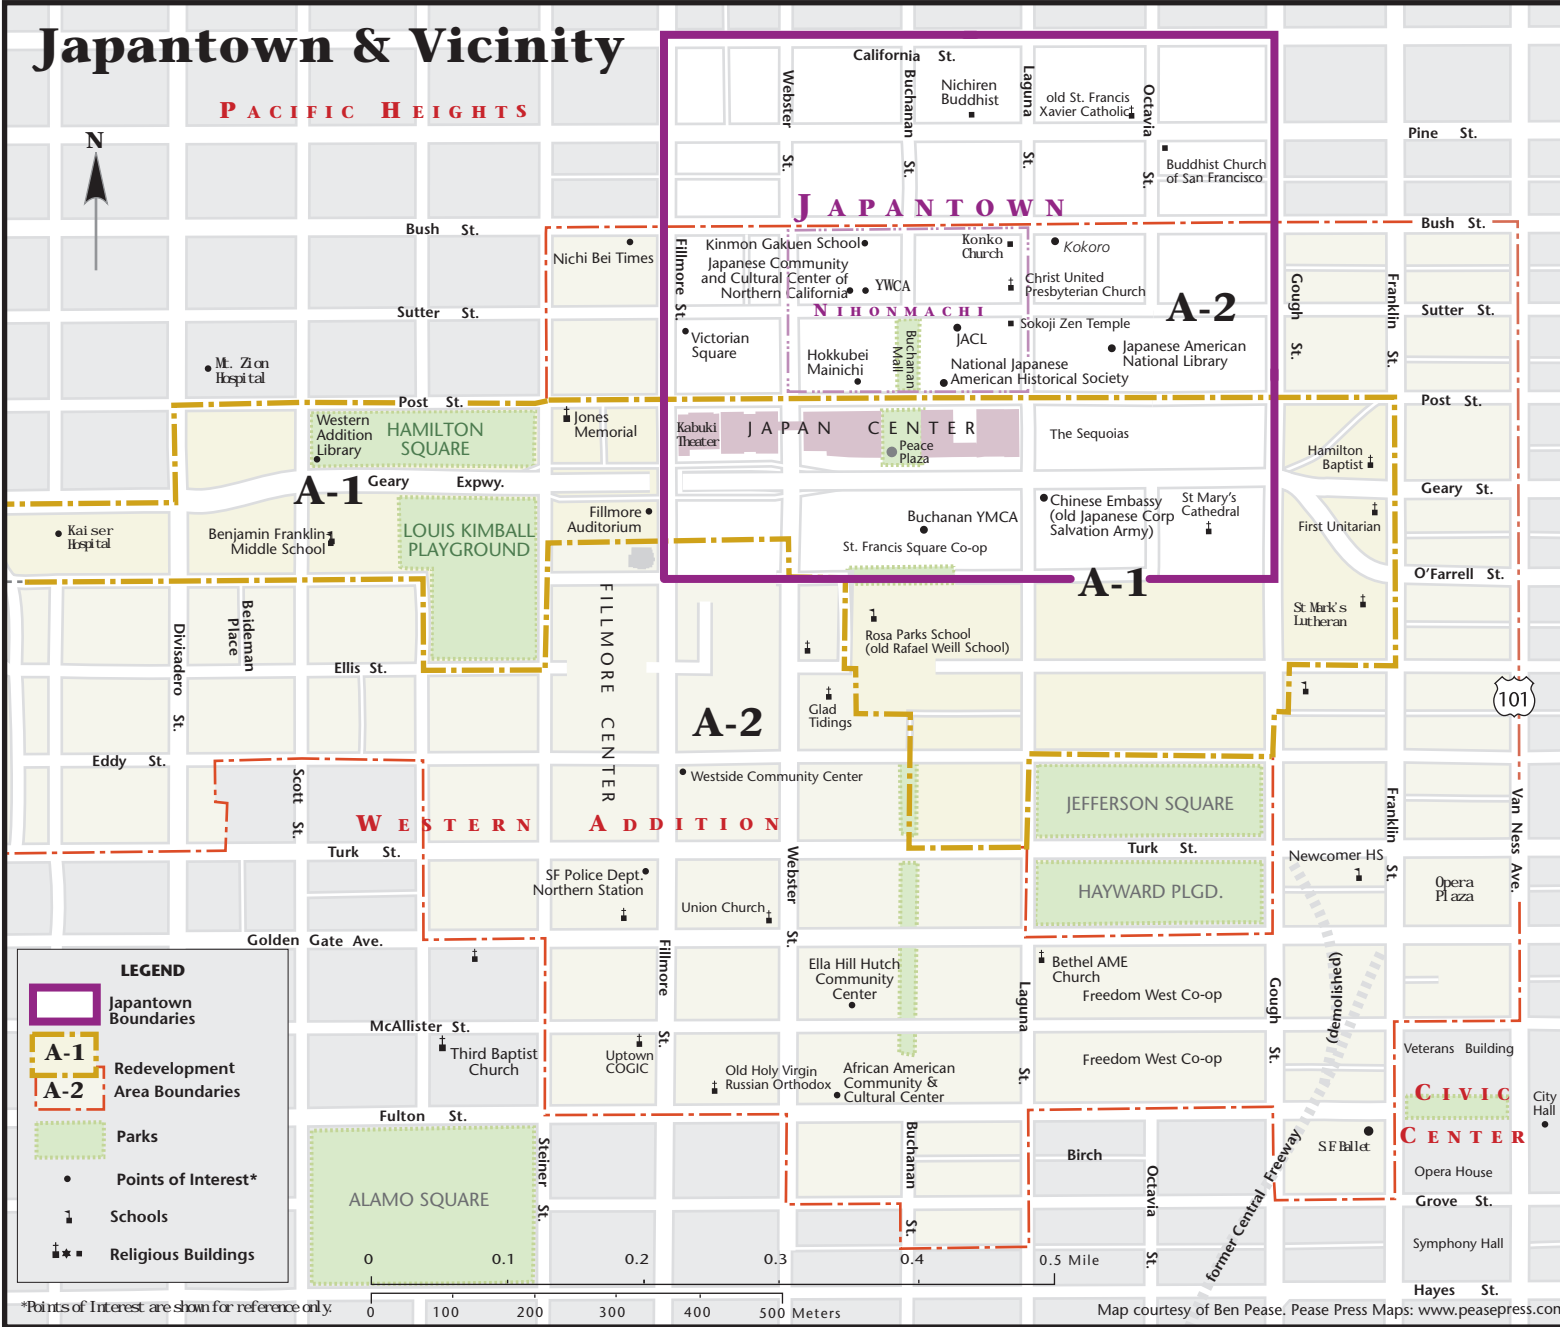 Japantown & Vicinity
PACIFIC HEIGHTS
N
California St.
Webster St.
Buchanan St.
Laguna St.
Octavia St.
Nichiren
Buddhist
old St. Francis
Xavier Catholic
Buddhist Church
of San Francisco
Pine St.
JAPANTOWN
Bush St.
Bush St.
Nichi Bei Times
Fillmore St.
Kinmon Gakuen School
Japanese Community
and Cultural Center of
Northern California
YWCA
Konko
Church
Kokoro
Christ United
Presbyterian Church
NIHONMACHI
A-2
Gough St.
Franklin St.
Sutter St.
Sutter St.
Victorian
Square
Hokkubei
Mainichi
Buchanan
Mall
JACL
Sokoji Zen Temple
National Japanese
American Historical Society
Japanese American
National Library
Mt. Zion
Hospital
Post St.
Post St.
Western
Addition
Library
HAMILTON
SQUARE
Jones
Memorial
Kabuki
Theater
JAPAN CENTER
Peace
Plaza
The Sequoias
Hamilton
Baptist
A-1
Geary Expwy.
Geary St.
Kaiser
Hospital
Benjamin Franklin
Middle School
LOUIS KIMBALL
PLAYGROUND
Fillmore
Auditorium
Buchanan YMCA
St. Francis Square Co-op
Chinese Embassy
(old Japanese Corp
Salvation Army)
St Mary's
Cathedral
First Unitarian
O'Farrell St.
A-1
St Mark's
Lutheran
Divisadero St.
Beideman
Place
FILLMORE CENTER
Rosa Parks School
(old Rafael Weill School)
Ellis St.
Glad
Tidings
A-2
101
Eddy St.
Scott St.
Westside Community Center
JEFFERSON SQUARE
Franklin St.
Van Ness Ave.
WESTERN ADDITION
Turk St.
Turk St.
Webster St.
SF Police Dept.
Northern Station
Union Church
HAYWARD PLGD.
Newcomer HS
Opera
Plaza
Golden Gate Ave.
Fillmore St.
Ella Hill Hutch
Community
Center
Laguna St.
Bethel AME
Church
Freedom West Co-op
Gough St.
(demolished)
McAllister St.
Third Baptist
Church
Uptown
COGIC
Old Holy Virgin
Russian Orthodox
African American
Community &
Cultural Center
Freedom West Co-op
Veterans Building
CIVIC
CENTER
City
Hall
Fulton St.
ALAMO SQUARE
Steiner St.
Buchanan St.
Birch
Octavia St.
former Central Freeway
S.F. Ballet
Opera House
Grove St.
Symphony Hall
Hayes St.
LEGEND
Japantown
Boundaries
A-1
A-2
Redevelopment
Area Boundaries
Parks
Points of Interest*
Schools
Religious Buildings
*Points of Interest are shown for reference only.
0 0.1 0.2 0.3 0.4 0.5 Mile
0 100 200 300 400 500 Meters
Map courtesy of Ben Pease. Pease Press Maps: www.peasepress.com